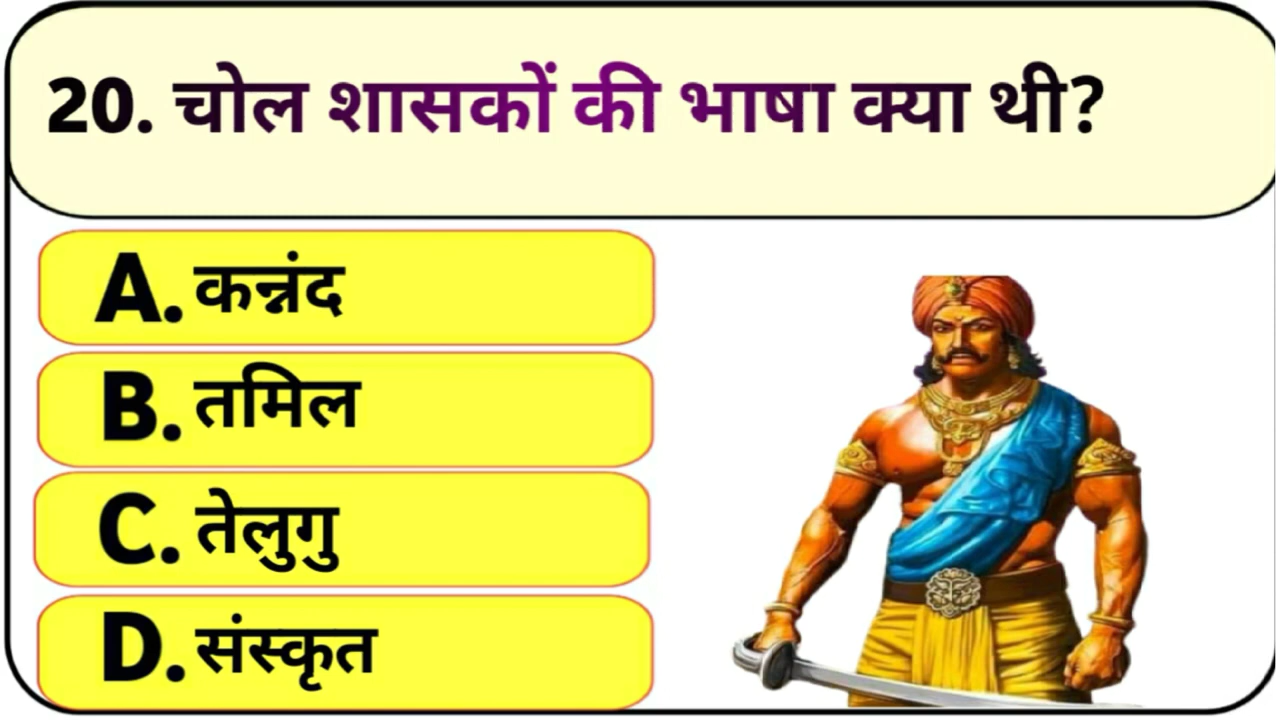 20. चोल शासकों की भाषा क्या थी?
A. कन्नंद
B. तमिल
C. तेलुगु
D. संस्कृत